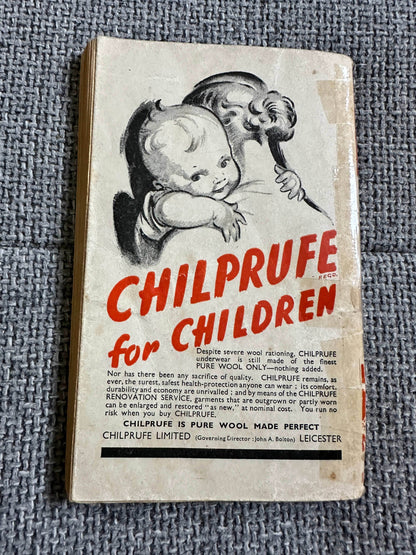 CHILPRUFE
REGD.
for CHILDREN
Despite severe wool rationing, CHILPRUFE
underwear is still made of the finest
PURE WOOL ONLY—nothing added.
Nor has there been any sacrifice of quality. CHILPRUFE remains, as
ever, the surest, safest health-protection anyone can wear; its comfort,
durability and economy are unrivalled; and by means of the CHILPRUFE
RENOVATION SERVICE, garments that are outgrown or partly worn
can be enlarged and restored "as new," at nominal cost. You run no
risk when you buy CHILPRUFE.
CHILPRUFE IS PURE WOOL MADE PERFECT
CHILPRUFE LIMITED (Governing Director: John A. Bolton) LEICESTER